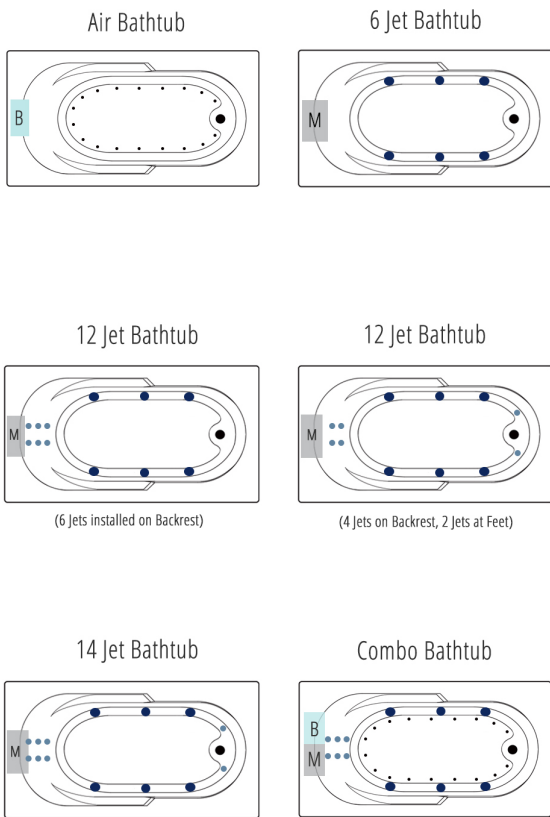 Air Bathtub
6 Jet Bathtub
B
M
12 Jet Bathtub
12 Jet Bathtub
M
M
(6 Jets installed on Backrest)
(4 Jets on Backrest, 2 Jets at Feet)
14 Jet Bathtub
Combo Bathtub
M
B
M